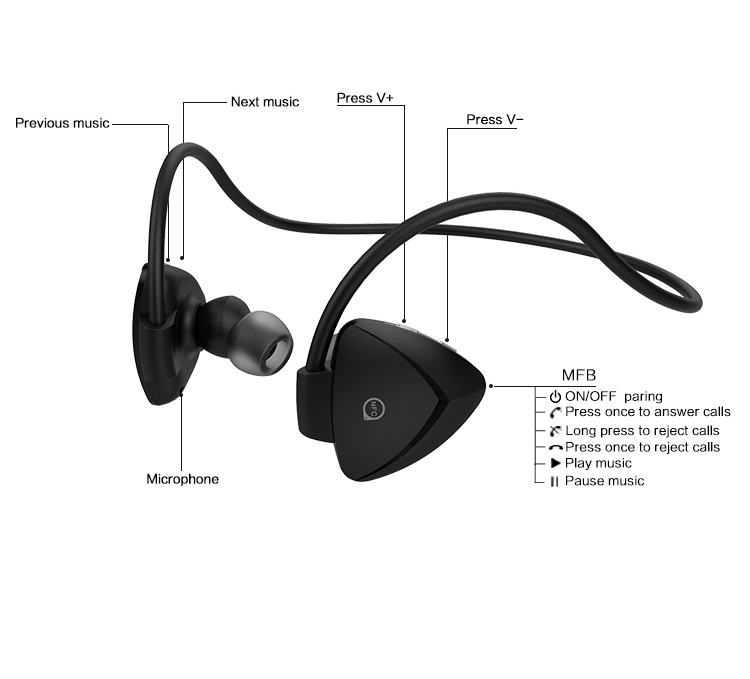 Next music
Press V+
Previous music
Press V−
MFB
ON/OFF paring
Press once to answer calls
Long press to reject calls
Press once to reject calls
Play music
Pause music
NFC
Microphone